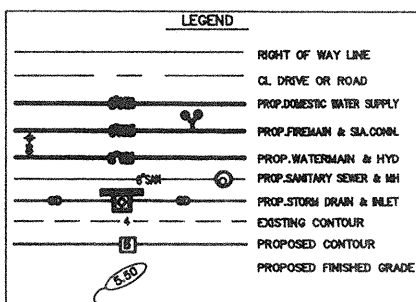 LEGEND
RIGHT OF WAY LINE
CL DRIVE OR ROAD
PROP.DOMESTIC WATER SUPPLY
PROP.FIREMAIN & SIA.CONN.
PROP.WATERMAIN & HYD
8"SAN PROP.SANITARY SEWER & MH
PROP.STORM DRAIN & INLET
4 EXISTING CONTOUR
5 PROPOSED CONTOUR
5.50 PROPOSED FINISHED GRADE